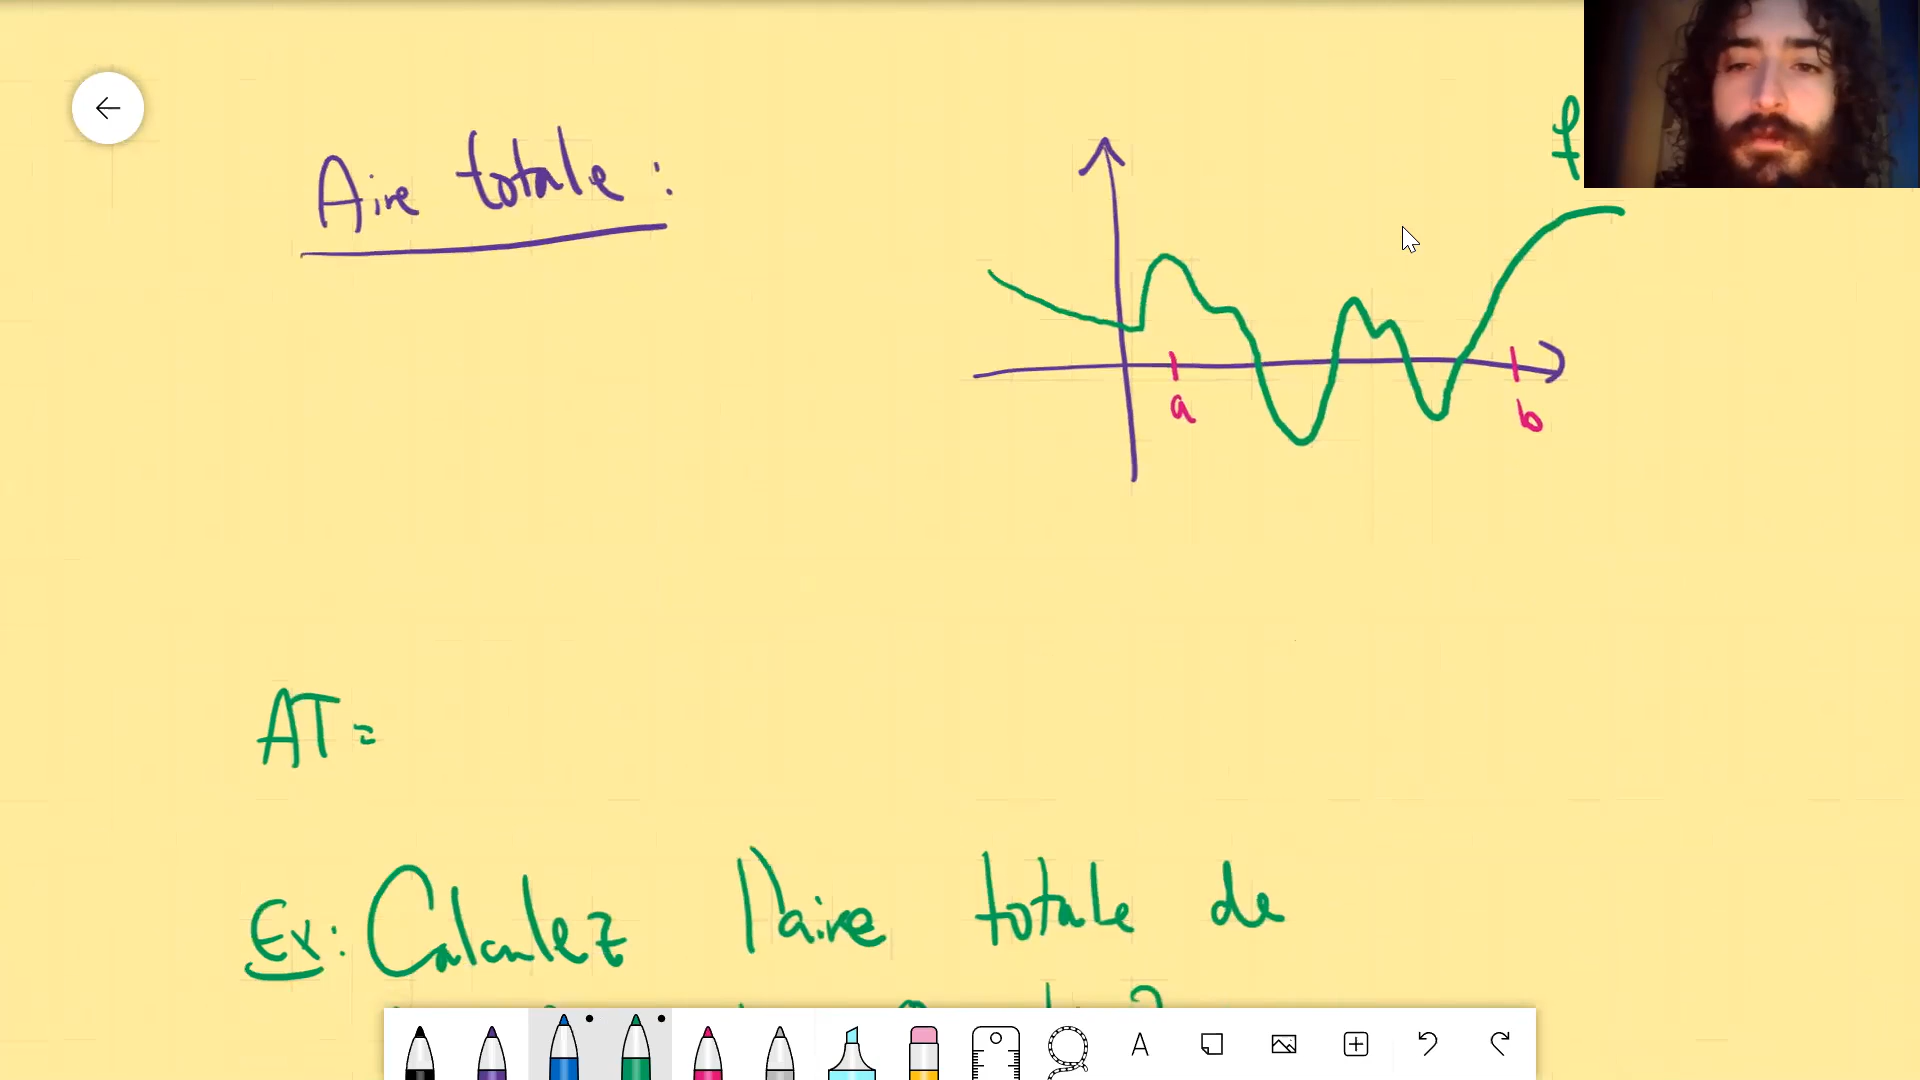 Aire totale :
f
a
b
AT =
Ex: Calculez l'aire totale de
A